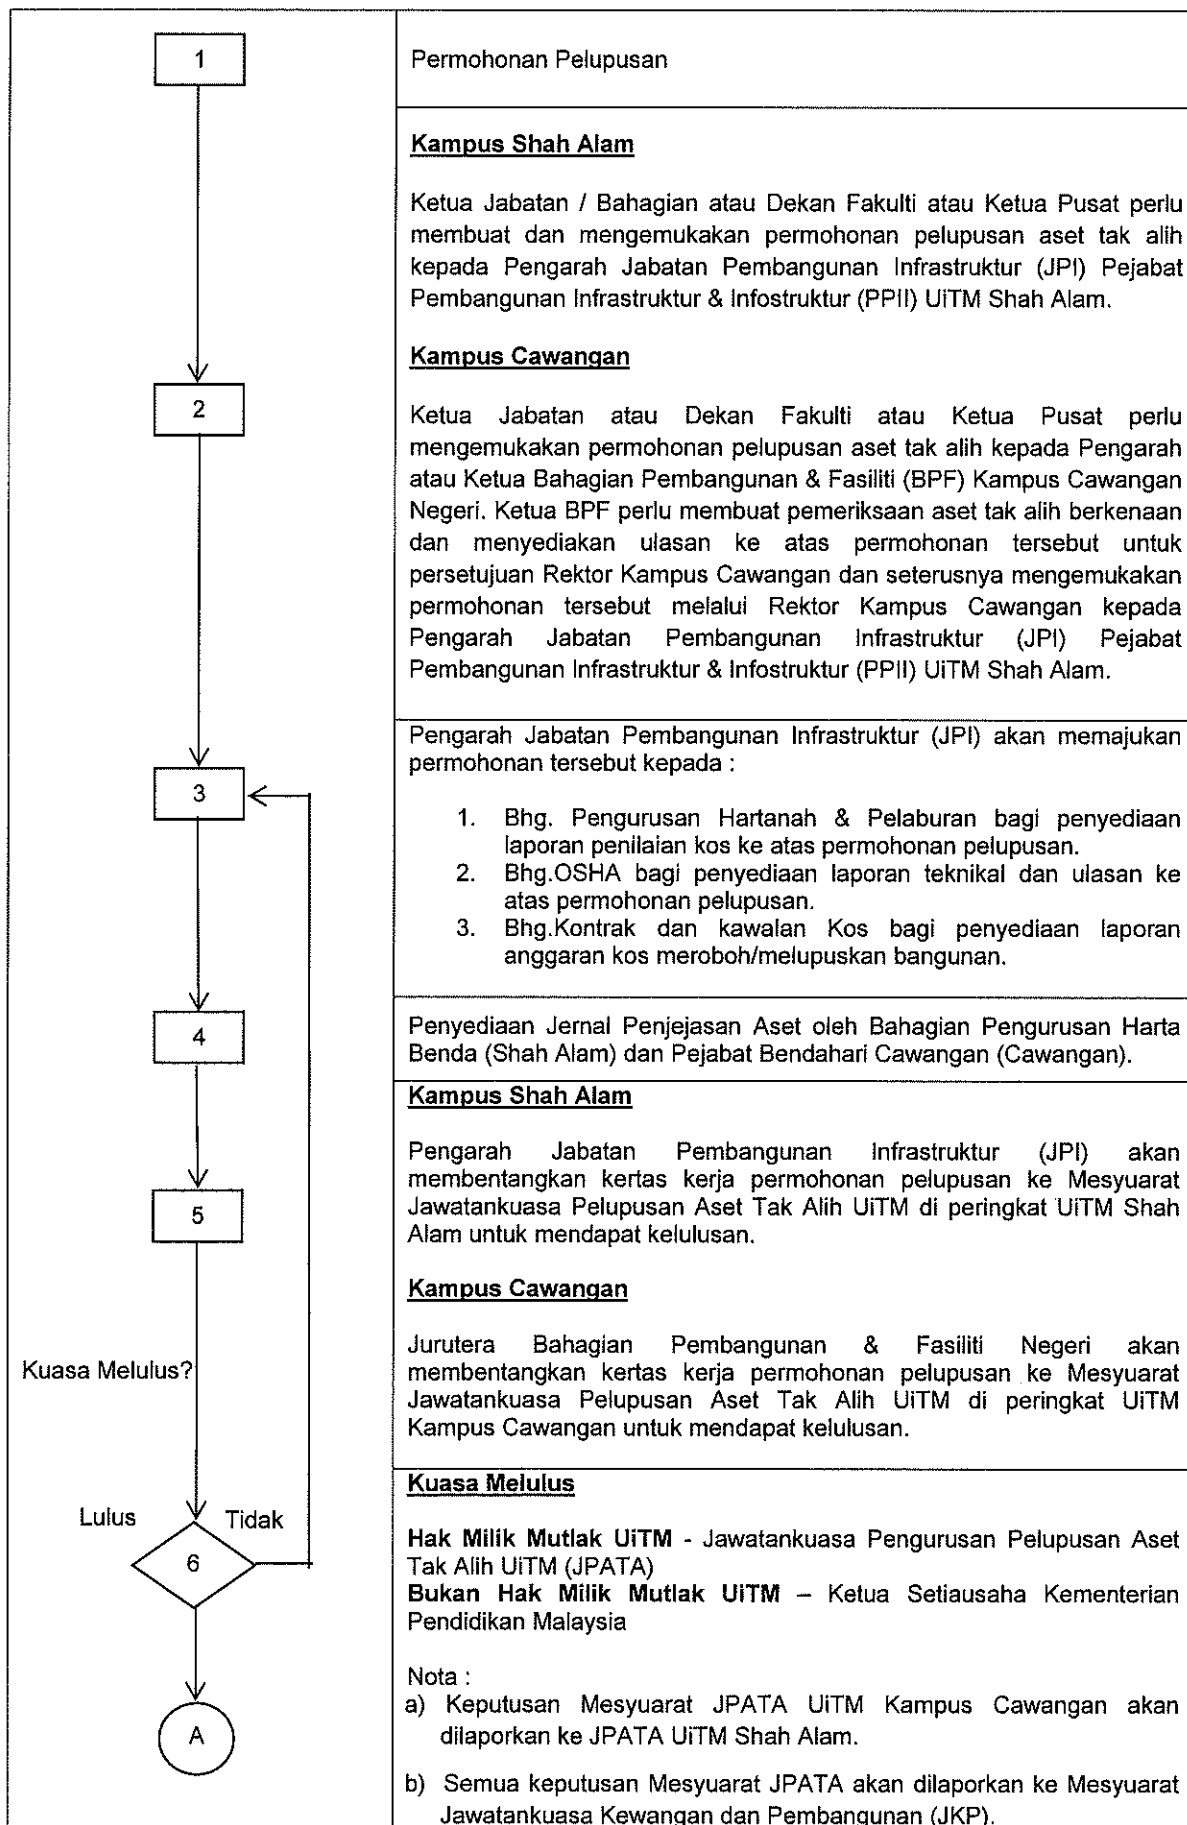 1
Permohonan Pelupusan
Kampus Shah Alam
Ketua Jabatan / Bahagian atau Dekan Fakulti atau Ketua Pusat perlu
membuat dan mengemukakan permohonan pelupusan aset tak alih
kepada Pengarah Jabatan Pembangunan Infrastruktur (JPI) Pejabat
Pembangunan Infrastruktur & Infostruktur (PPII) UiTM Shah Alam.
Kampus Cawangan
2
Ketua Jabatan atau Dekan Fakulti atau Ketua Pusat perlu
mengemukakan permohonan pelupusan aset tak alih kepada Pengarah
atau Ketua Bahagian Pembangunan & Fasiliti (BPF) Kampus Cawangan
Negeri. Ketua BPF perlu membuat pemeriksaan aset tak alih berkenaan
dan menyediakan ulasan ke atas permohonan tersebut untuk
persetujuan Rektor Kampus Cawangan dan seterusnya mengemukakan
permohonan tersebut melalui Rektor Kampus Cawangan kepada
Pengarah Jabatan Pembangunan Infrastruktur (JPI) Pejabat
Pembangunan Infrastruktur & Infostruktur (PPII) UiTM Shah Alam.
3
Pengarah Jabatan Pembangunan Infrastruktur (JPI) akan memajukan
permohonan tersebut kepada :
1. Bhg. Pengurusan Hartanah & Pelaburan bagi penyediaan
laporan penilaian kos ke atas permohonan pelupusan.
2. Bhg.OSHA bagi penyediaan laporan teknikal dan ulasan ke
atas permohonan pelupusan.
3. Bhg.Kontrak dan kawalan Kos bagi penyediaan laporan
anggaran kos meroboh/melupuskan bangunan.
4
Penyediaan Jernal Penjejasan Aset oleh Bahagian Pengurusan Harta
Benda (Shah Alam) dan Pejabat Bendahari Cawangan (Cawangan).
Kampus Shah Alam
5
Pengarah Jabatan Pembangunan Infrastruktur (JPI) akan
membentangkan kertas kerja permohonan pelupusan ke Mesyuarat
Jawatankuasa Pelupusan Aset Tak Alih UiTM di peringkat UiTM Shah
Alam untuk mendapat kelulusan.
Kampus Cawangan
Jurutera Bahagian Pembangunan & Fasiliti Negeri akan
membentangkan kertas kerja permohonan pelupusan ke Mesyuarat
Jawatankuasa Pelupusan Aset Tak Alih UiTM di peringkat UiTM
Kampus Cawangan untuk mendapat kelulusan.
Kuasa Melulus?
Lulus
Tidak
6
Kuasa Melulus
Hak Milik Mutlak UiTM - Jawatankuasa Pengurusan Pelupusan Aset
Tak Alih UiTM (JPATA)
Bukan Hak Milik Mutlak UiTM – Ketua Setiausaha Kementerian
Pendidikan Malaysia
A
Nota :
a) Keputusan Mesyuarat JPATA UiTM Kampus Cawangan akan
dilaporkan ke JPATA UiTM Shah Alam.
b) Semua keputusan Mesyuarat JPATA akan dilaporkan ke Mesyuarat
Jawatankuasa Kewangan dan Pembangunan (JKP).